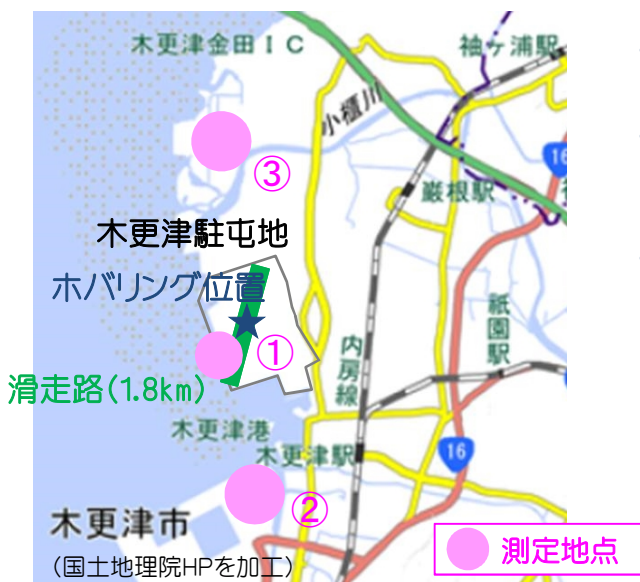 木更津金田ＩＣ
袖ヶ浦駅
小櫃川
16
③
巌根駅
木更津駐屯地
ホバリング位置
祇園駅
①
内房線
滑走路(1.8km)
木更津港
木更津駅
16
②
木更津市
(国土地理院HPを加工)
測定地点